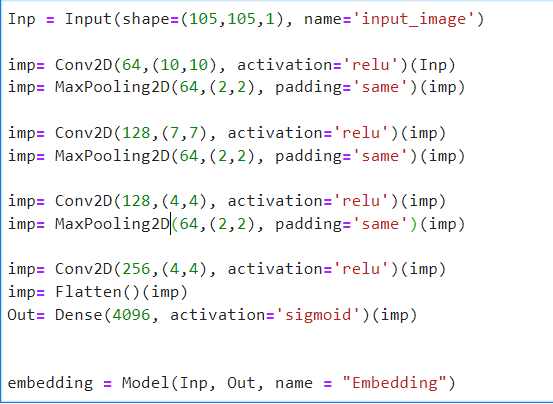 Inp = Input(shape=(105,105,1), name='input_image')
imp= Conv2D(64,(10,10), activation='relu')(Inp)
imp= MaxPooling2D(64,(2,2), padding='same')(imp)
imp= Conv2D(128,(7,7), activation='relu')(imp)
imp= MaxPooling2D(64,(2,2), padding='same')(imp)
imp= Conv2D(128,(4,4), activation='relu')(imp)
imp= MaxPooling2D(64,(2,2), padding='same')(imp)
imp= Conv2D(256,(4,4), activation='relu')(imp)
imp= Flatten()(imp)
Out= Dense(4096, activation='sigmoid')(imp)
embedding = Model(Inp, Out, name = "Embedding")